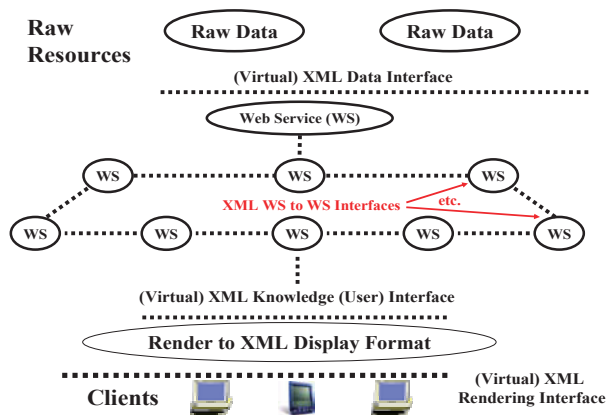 Raw
Resources
Raw Data
Raw Data
(Virtual) XML Data Interface
Web Service (WS)
WS
WS
WS
XML WS to WS Interfaces
etc.
WS
WS
WS
WS
WS
(Virtual) XML Knowledge (User) Interface
Render to XML Display Format
Clients
(Virtual) XML
Rendering Interface